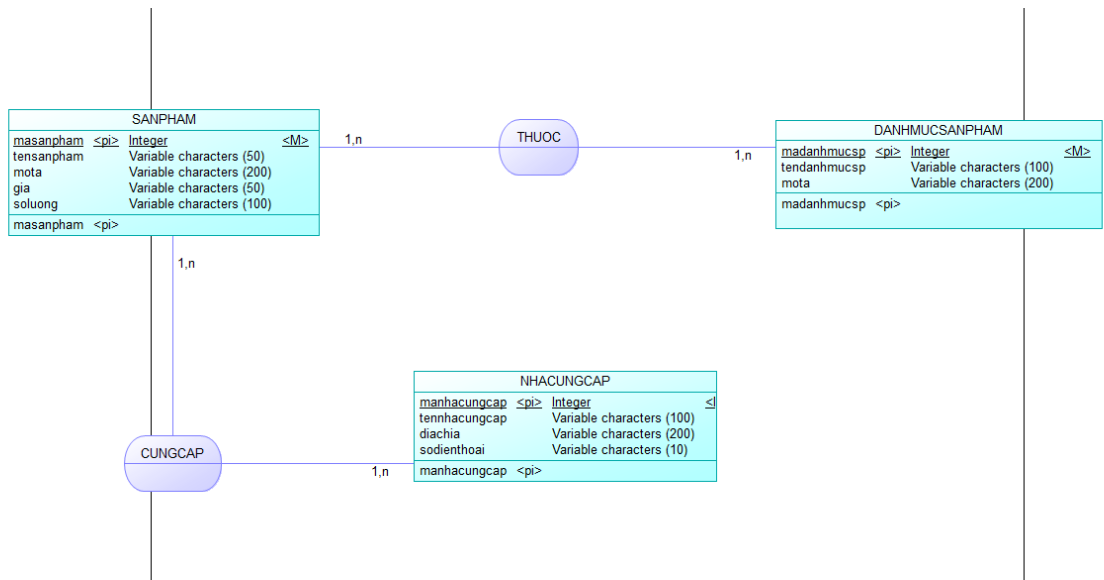 SANPHAM
masanpham <pi> Integer <M>
tensanpham Variable characters (50)
mota Variable characters (200)
gia Variable characters (50)
soluong Variable characters (100)
masanpham <pi>
1,n
THUOC
1,n
DANHMUCSANPHAM
madanhmucsp <pi> Integer <M>
tendanhmucsp Variable characters (100)
mota Variable characters (200)
madanhmucsp <pi>
1,n
NHACUNGCAP
manhacungcap <pi> Integer
tennhacungcap Variable characters (100)
diachia Variable characters (200)
sodienthoai Variable characters (10)
manhacungcap <pi>
CUNGCAP
1,n